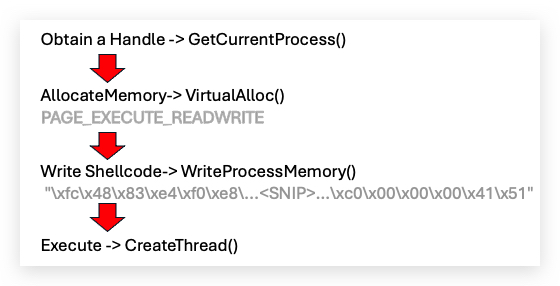 Obtain a Handle -> GetCurrentProcess()
AllocateMemory-> VirtualAlloc()
PAGE_EXECUTE_READWRITE
Write Shellcode-> WriteProcessMemory()
"\xfc\x48\x83\xe4\xf0\xe8\...<SNIP>...\xc0\x00\x00\x00\x41\x51"
Execute -> CreateThread()